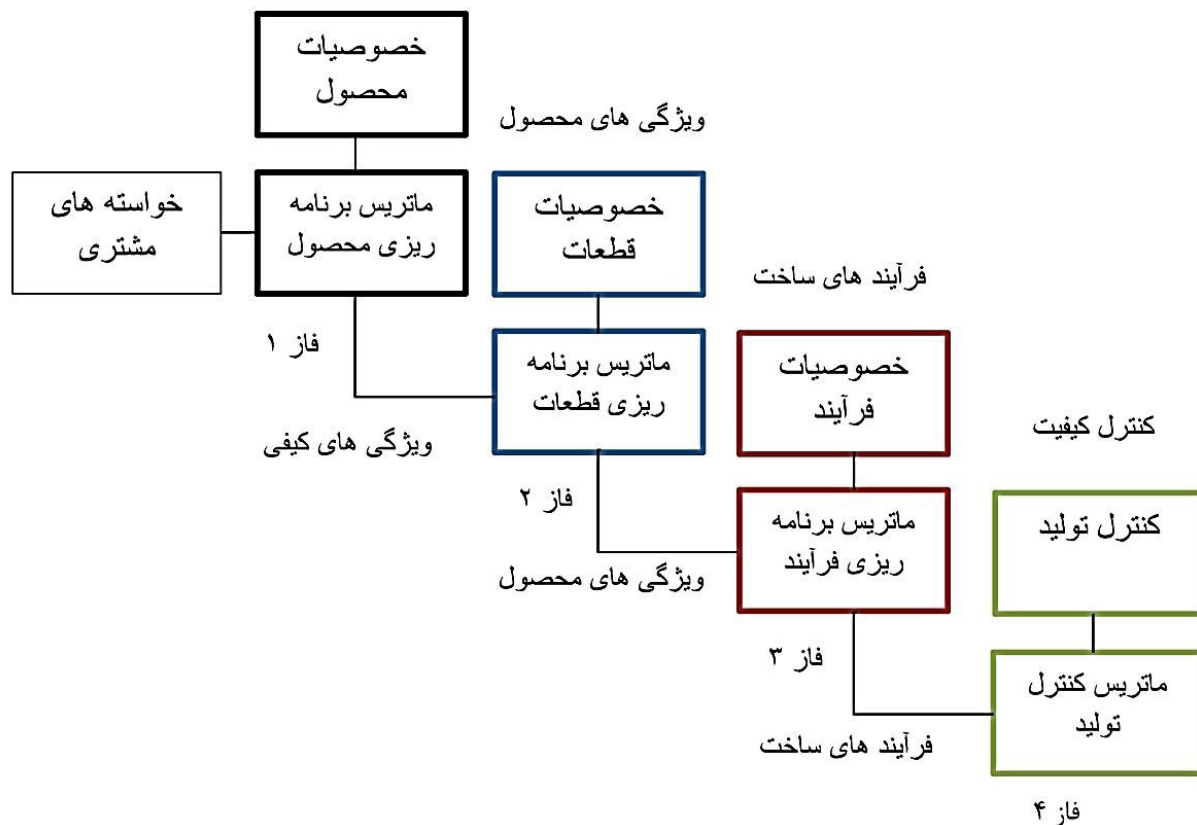 خصوصیات
محصول
ویژگی های محصول
خواسته های
مشتری
ماتریس برنامه
ریزی محصول
خصوصیات
قطعات
فرآیند های ساخت
فاز ۱
ماتریس برنامه
ریزی قطعات
خصوصیات
فرآیند
ویژگی های کیفی
کنترل کیفیت
فاز ۲
ماتریس برنامه
ریزی فرآیند
کنترل تولید
ویژگی های محصول
فاز ۳
ماتریس کنترل
تولید
فرآیند های ساخت
فاز ۴